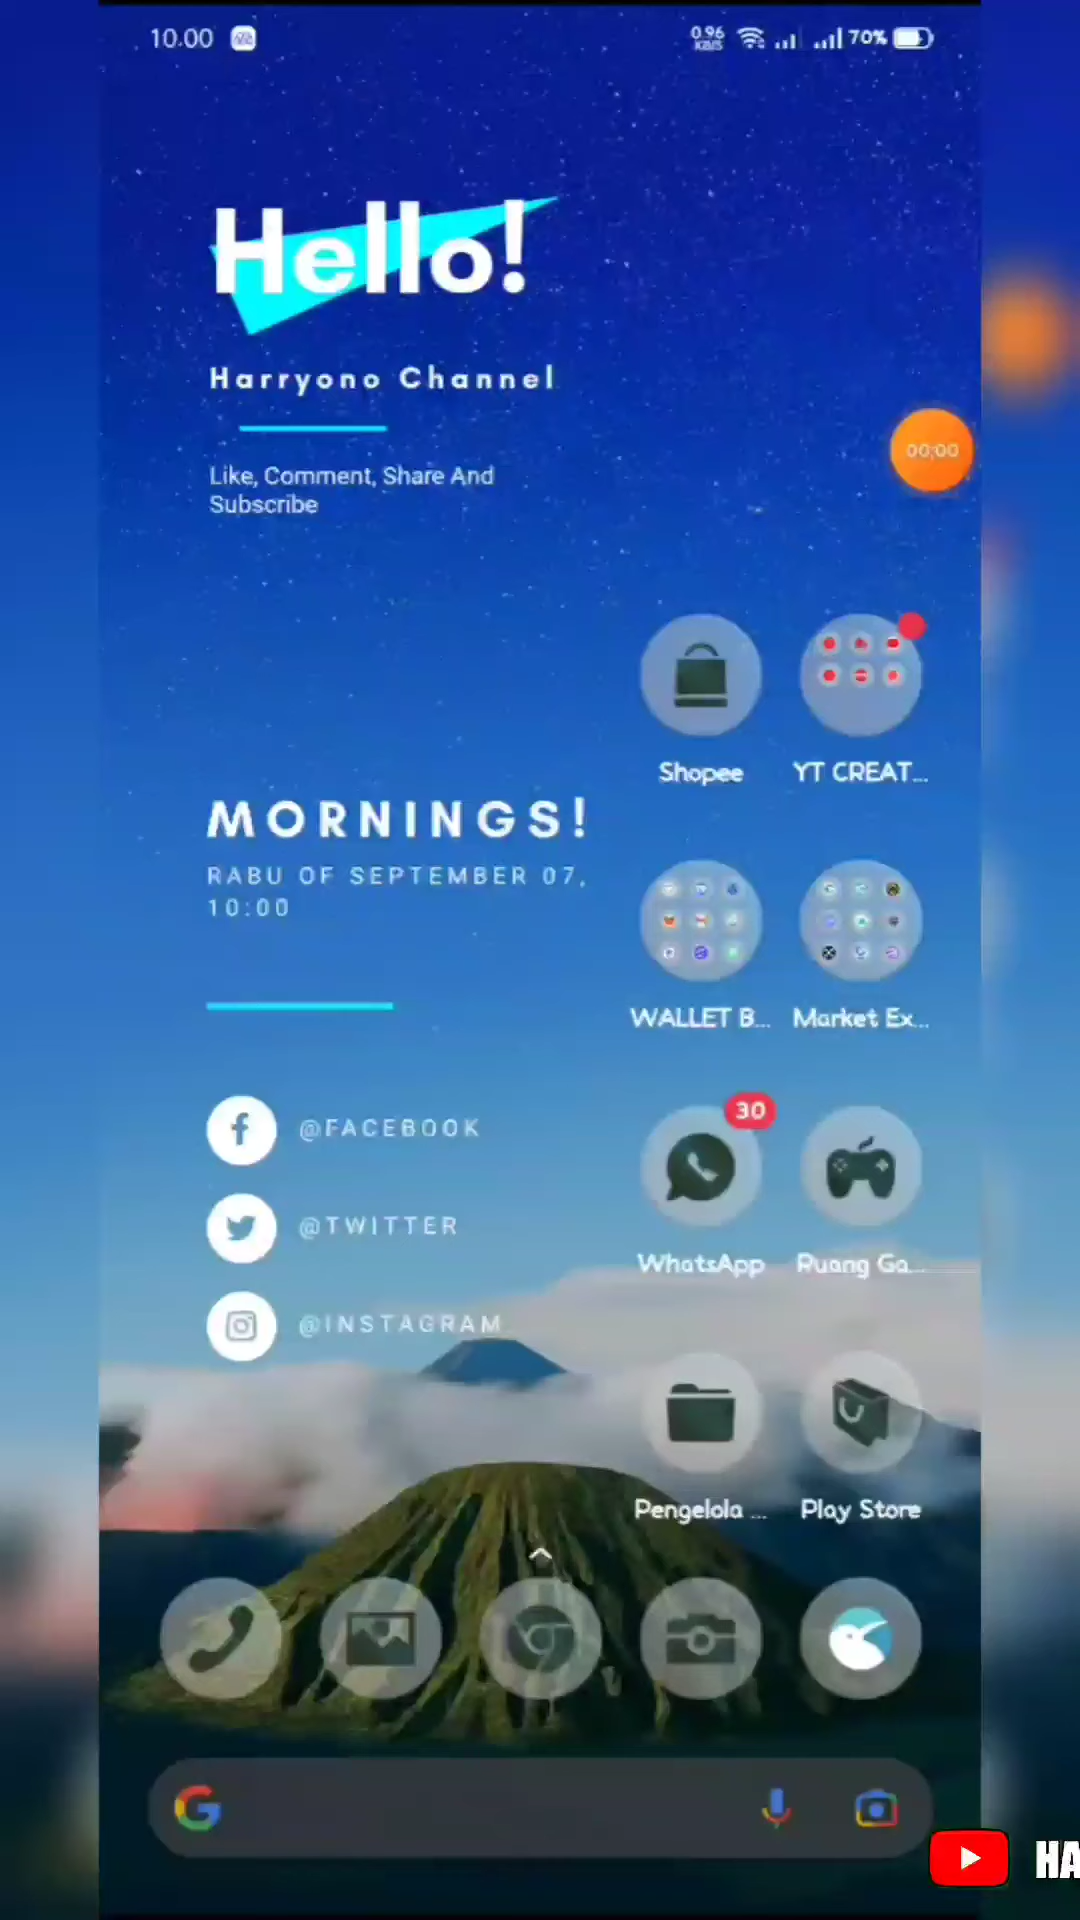 10.00
0.96
KB/S
70%
Hello!
Harryono Channel
Like, Comment, Share And
Subscribe
00:00
Shopee
YT CREAT...
MORNINGS!
RABU OF SEPTEMBER 07,
10:00
WALLET B...
Market Ex...
30
@FACEBOOK
@TWITTER
WhatsApp
Ruang Ga...
@INSTAGRAM
Pengelola ...
Play Store
HA